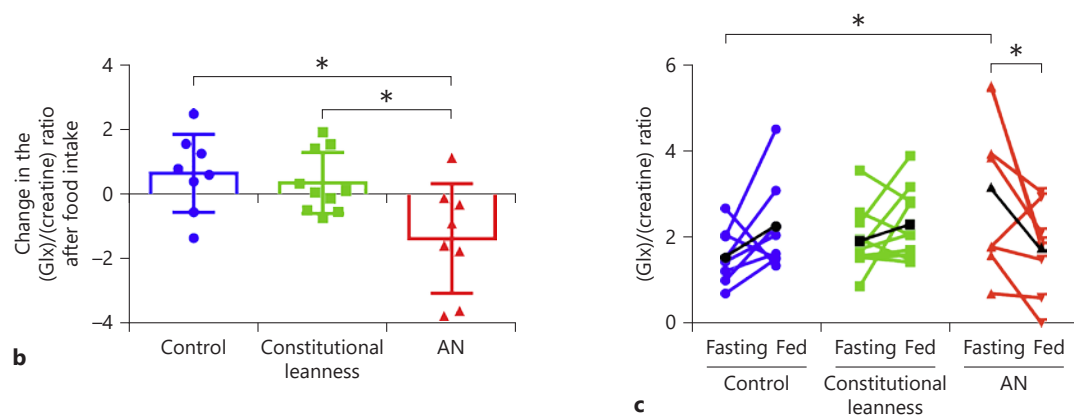 Change in the
(Glx)/(creatine) ratio
after food intake
4
2
0
−2
−4
*
*
Control
Constitutional
leanness
AN
b
(Glx)/(creatine) ratio
6
4
2
0
*
*
Fasting Fed
Fasting Fed
Fasting Fed
Control
Constitutional
leanness
AN
c